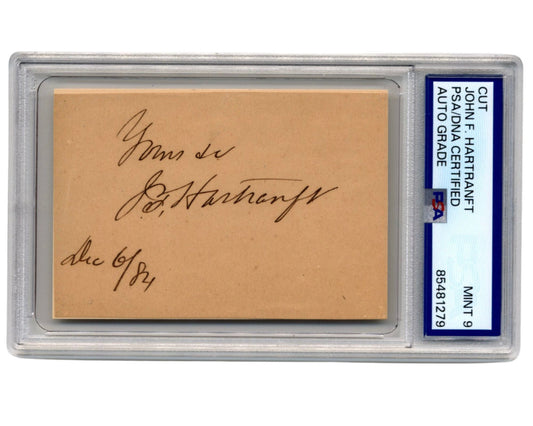 Yours &c
J.F. Hartranft
Dec 6/84
CUT
JOHN F. HARTRANFT
PSA/DNA CERTIFIED
AUTO GRADE
PSA
MINT 9
85481279